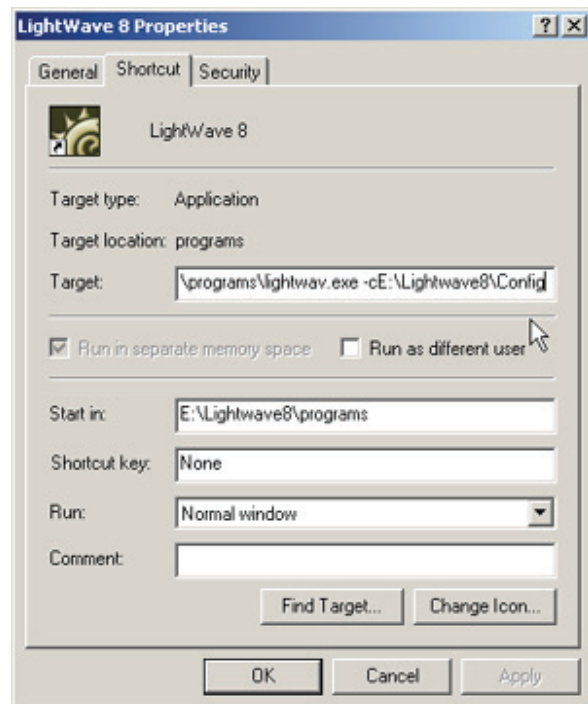 LightWave 8 Properties
General Shortcut Security
LightWave 8
Target type: Application
Target location: programs
Target: \programs\lightwav.exe -cE:\Lightwave8\Config
Run in separate memory space Run as different user
Start in: E:\Lightwave8\programs
Shortcut key: None
Run: Normal window
Comment:
Find Target... Change Icon...
OK Cancel Apply